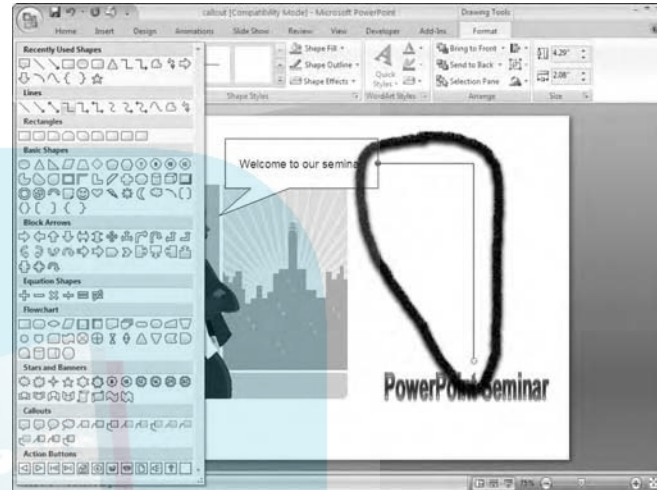 callout [Compatibility Mode] - Microsoft PowerPoint
Drawing Tools
Home Insert Design Animations Slide Show Review View Developer Add-Ins Format
Recently Used Shapes
Lines
Rectangles
Basic Shapes
Block Arrows
Equation Shapes
Flowchart
Stars and Banners
Callouts
Action Buttons
Shape Fill
Shape Outline
Shape Effects
Shape Styles
Quick Styles
WordArt Styles
Bring to Front
Send to Back
Selection Pane
Arrange
4.29"
2.08"
Size
Welcome to our semina
PowerPoint Seminar
75%